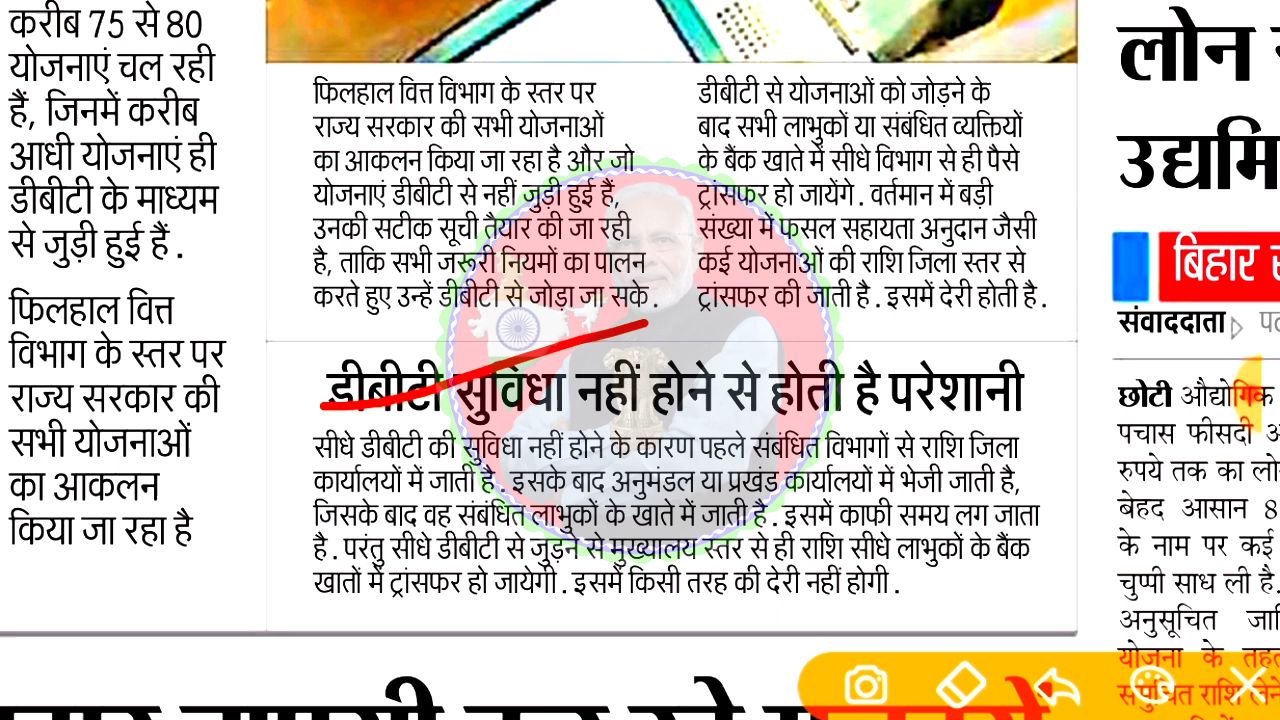 करीब 75 से 80
योजनाएं चल रही
हैं, जिनमें करीब
आधी योजनाएं ही
डीबीटी के माध्यम
से जुड़ी हुई हैं .
फिलहाल वित्त
विभाग के स्तर पर
राज्य सरकार की
सभी योजनाओं
का आकलन
किया जा रहा है
फिलहाल वित्त विभाग के स्तर पर
राज्य सरकार की सभी योजनाओं
का आकलन किया जा रहा है और जो
योजनाएं डीबीटी से नहीं जुड़ी हुई हैं,
उनकी सटीक सूची तैयार की जा रही
है, ताकि सभी जरूरी नियमों का पालन
करते हुए उन्हें डीबीटी से जोड़ा जा सके .
डीबीटी से योजनाओं को जोड़ने के
बाद सभी लाभुकों या संबंधित व्यक्तियों
के बैंक खाते में सीधे विभाग से ही पैसे
ट्रांसफर हो जायेंगे . वर्तमान में बड़ी
संख्या में फसल सहायता अनुदान जैसी
कई योजनाओं की राशि जिला स्तर से
ट्रांसफर की जाती है . इसमें देरी होती है .
डीबीटी सुविधा नहीं होने से होती है परेशानी
सीधे डीबीटी की सुविधा नहीं होने के कारण पहले संबंधित विभागों से राशि जिला
कार्यालयों में जाती है . इसके बाद अनुमंडल या प्रखंड कार्यालयों में भेजी जाती है,
जिसके बाद वह संबंधित लाभुकों के खाते में जाती है . इसमें काफी समय लग जाता
है . परंतु सीधे डीबीटी से जुड़ने से मुख्यालय स्तर से ही राशि सीधे लाभुकों के बैंक
खातों में ट्रांसफर हो जायेगी . इसमें किसी तरह की देरी नहीं होगी .
लोन
उद्यमि
बिहार
संवाददाता
छोटी औद्योगिक
पचास फीसदी
रुपये तक का लो
बेहद आसान 8
के नाम पर कई
चुप्पी साध ली है.
अनुसूचित जा
योजना के तहत
समुचित राशि लेने